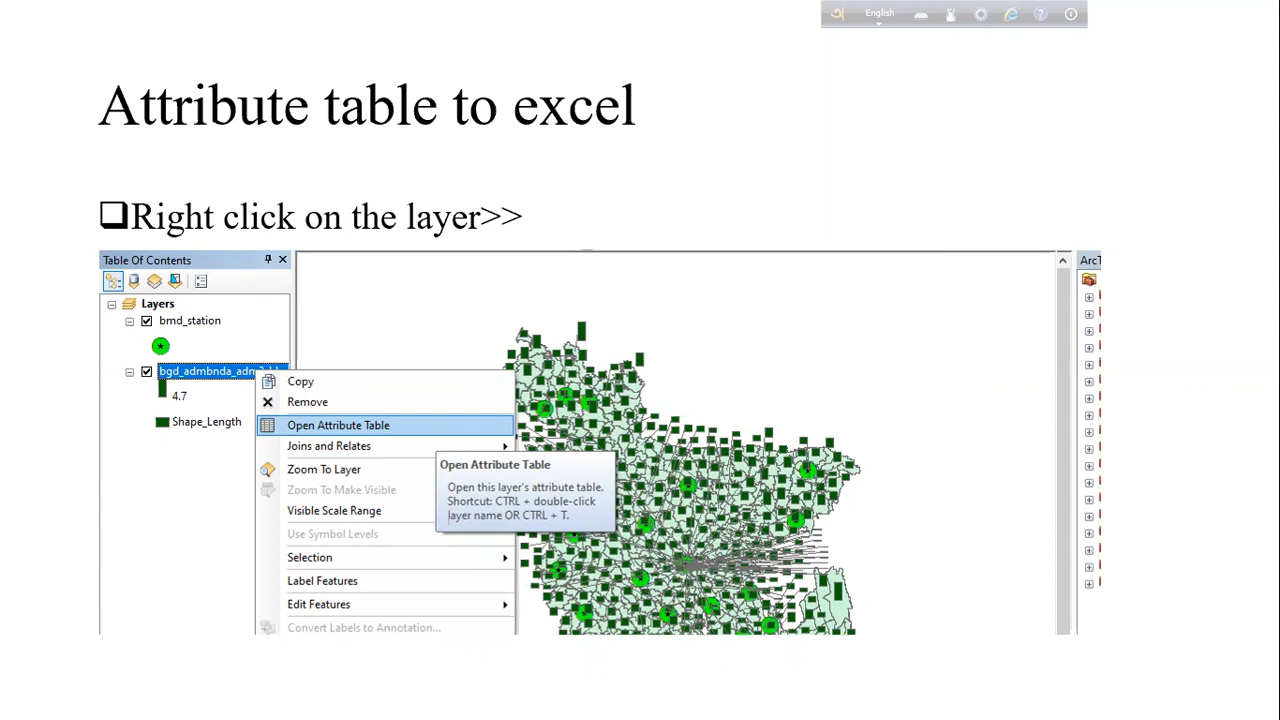 English
Attribute table to excel
❑Right click on the layer>>
Table Of Contents
ArcT
Layers
bmd_station
bgd_admbnda_adm
4.7
Shape_Length
Copy
Remove
Open Attribute Table
Joins and Relates
Zoom To Layer
Zoom To Make Visible
Visible Scale Range
Use Symbol Levels
Selection
Label Features
Edit Features
Convert Labels to Annotation...
Open Attribute Table
Open this layer's attribute table.
Shortcut: CTRL + double-click
layer name OR CTRL + T.